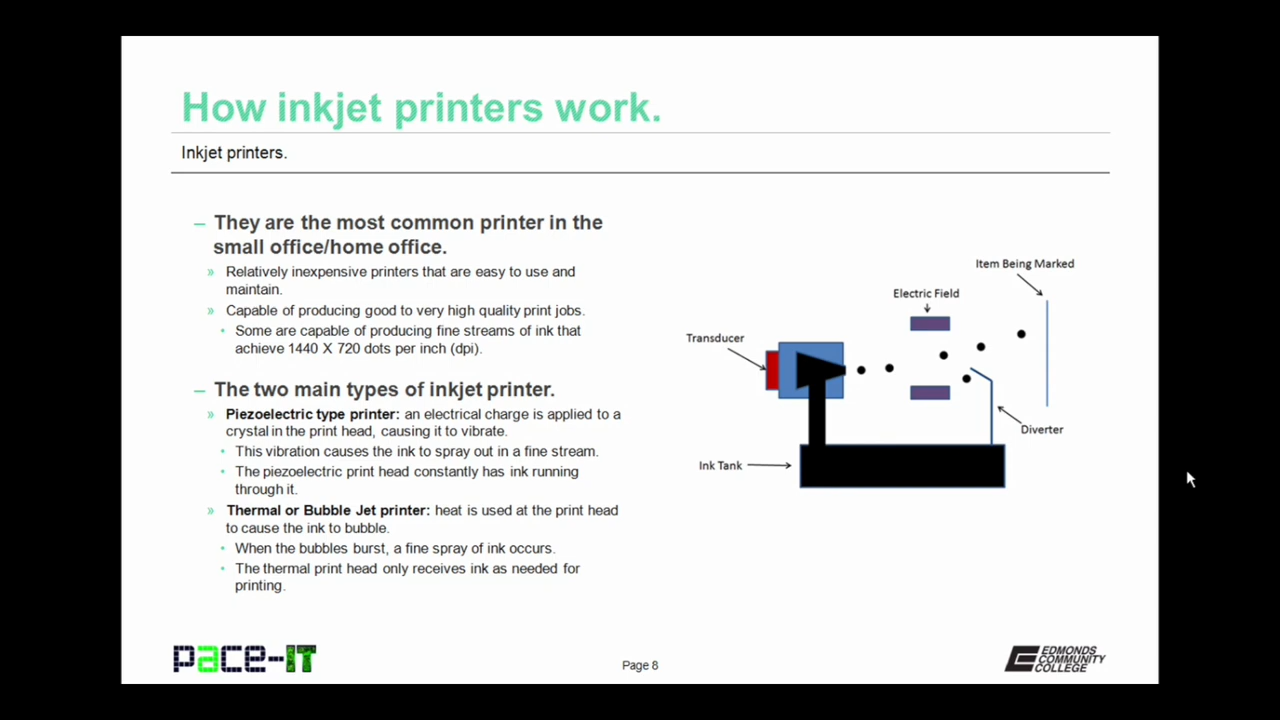 How inkjet printers work.
Inkjet printers.
– They are the most common printer in the
small office/home office.
» Relatively inexpensive printers that are easy to use and
maintain.
» Capable of producing good to very high quality print jobs.
• Some are capable of producing fine streams of ink that
achieve 1440 X 720 dots per inch (dpi).
– The two main types of inkjet printer.
» Piezoelectric type printer: an electrical charge is applied to a
crystal in the print head, causing it to vibrate.
• This vibration causes the ink to spray out in a fine stream.
• The piezoelectric print head constantly has ink running
through it.
» Thermal or Bubble Jet printer: heat is used at the print head
to cause the ink to bubble.
• When the bubbles burst, a fine spray of ink occurs.
• The thermal print head only receives ink as needed for
printing.
Item Being Marked
Electric Field
Transducer
Diverter
Ink Tank
pace-IT
Page 8
EDMONDS
COMMUNITY
COLLEGE